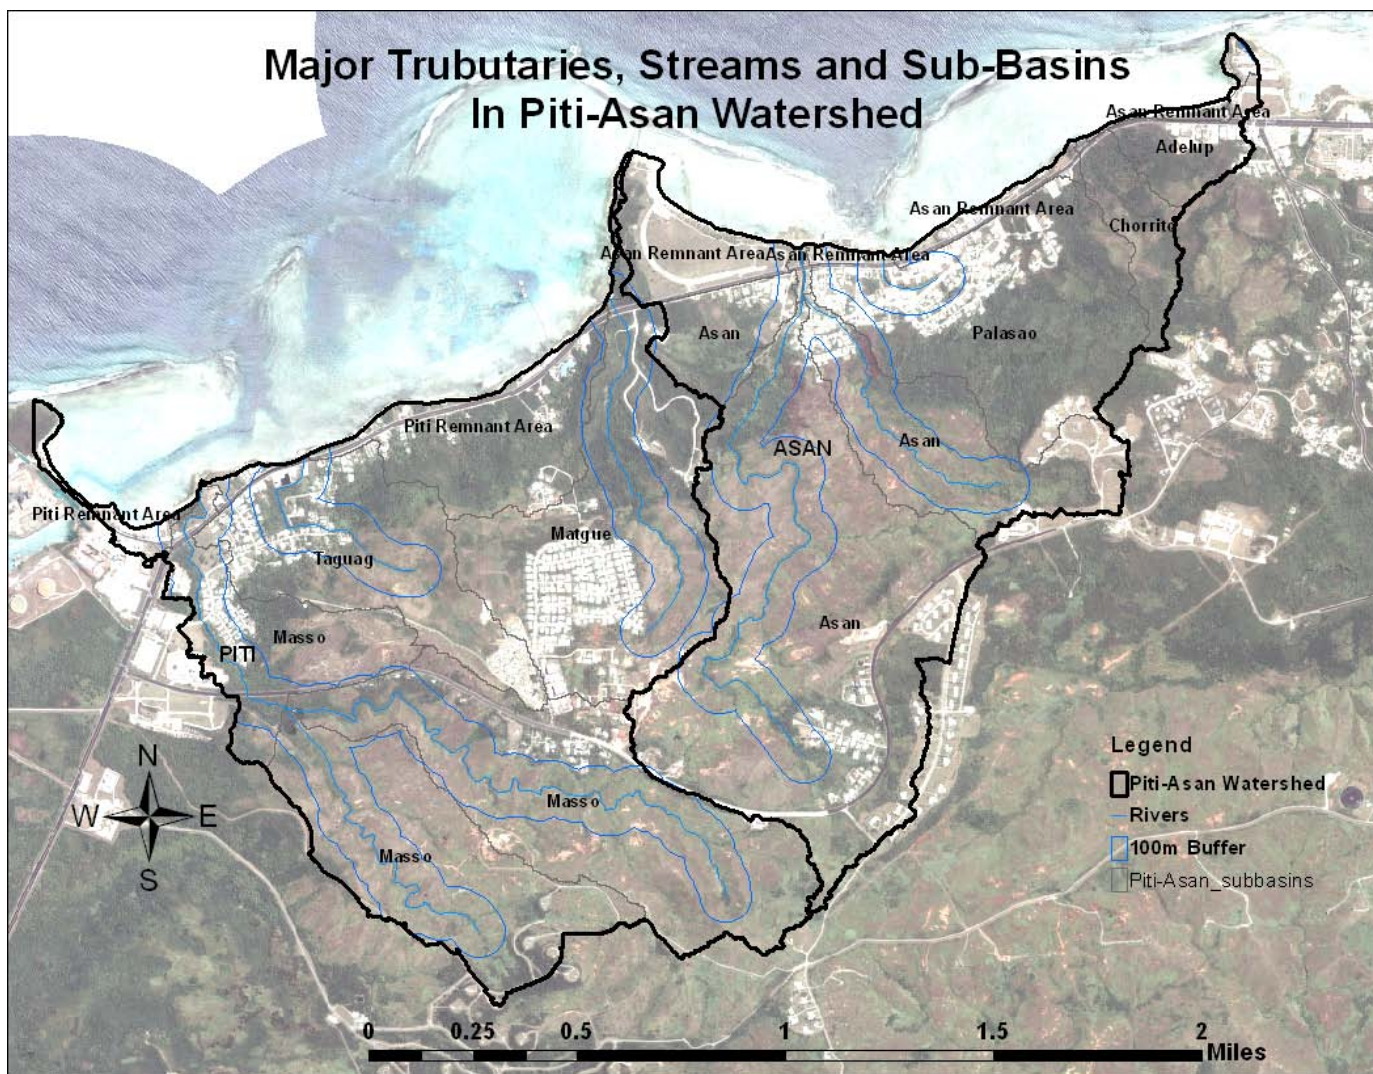 Major Trubutaries, Streams and Sub-Basins
In Piti-Asan Watershed
Asan Remnant Area
Adelup
Asan Remnant Area
Chorrito
Asan Remnant Area
Asan Remnant Area
Asan
Palasao
Piti Remnant Area
ASAN
Asan
Piti Remnant Area
Matgue
Taguag
Asan
Masso
PITI
Legend
Piti-Asan Watershed
Rivers
100m Buffer
Piti-Asan_subbasins
N
W
E
S
Masso
Masso
0 0.25 0.5 1 1.5 2
Miles